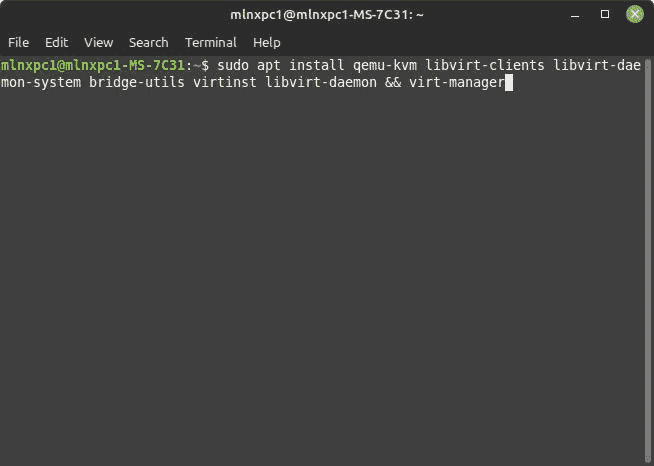 mlnxpc1@mlnxpc1-MS-7C31: ~
File Edit View Search Terminal Help
mlnxpc1@mlnxpc1-MS-7C31:~$ sudo apt install qemu-kvm libvirt-clients libvirt-dae
mon-system bridge-utils virtinst libvirt-daemon && virt-manager